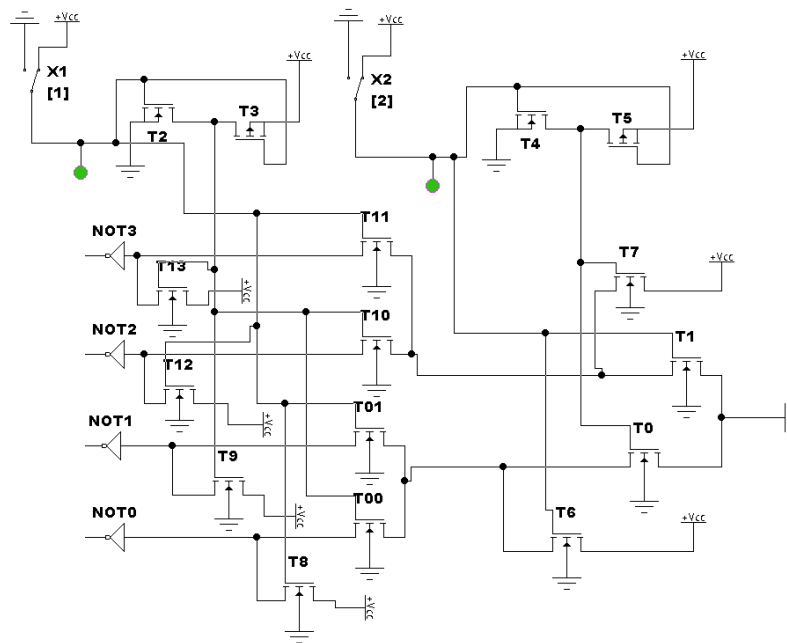 +Vcc
+Vcc
X1
[1]
X2
[2]
+Vcc
+Vcc
T3
T2
T5
T4
T11
NOT3
T13
+Vcc
T7
+Vcc
T10
NOT2
T12
+Vcc
T1
T01
NOT1
T9
+Vcc
T0
T00
NOT0
T6
+Vcc
T8
+Vcc